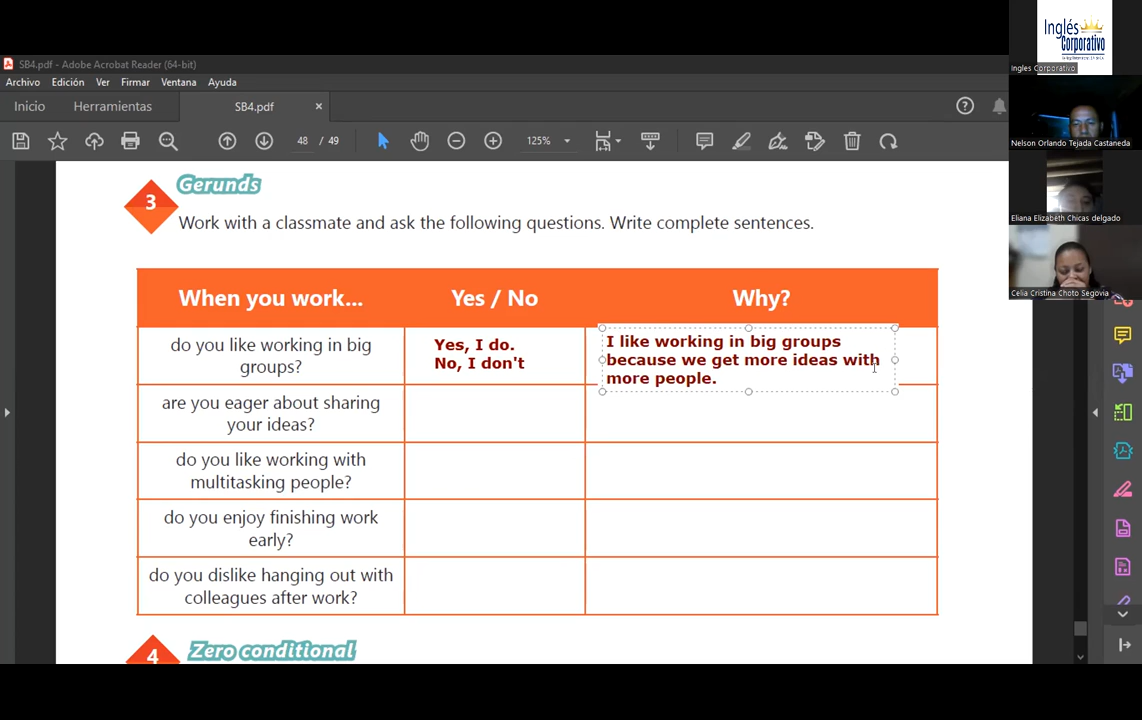 SB4.pdf - Adobe Acrobat Reader (64-bit)
Archivo Edición Ver Firmar Ventana Ayuda
Inicio Herramientas SB4.pdf ×
48 / 49 125%
Gerunds
3
Work with a classmate and ask the following questions. Write complete sentences.
When you work... Yes / No Why?
do you like working in big
groups?
Yes, I do.
No, I don't
I like working in big groups
because we get more ideas with
more people.
are you eager about sharing
your ideas?
do you like working with
multitasking people?
do you enjoy finishing work
early?
do you dislike hanging out with
colleagues after work?
4
Zero conditional
Inglés
Corporativo
Ingles Corporativo
Nelson Orlando Tejada Castaneda
Eliana Elizabeth Chicas delgado
Celia Cristina Choto Segovia